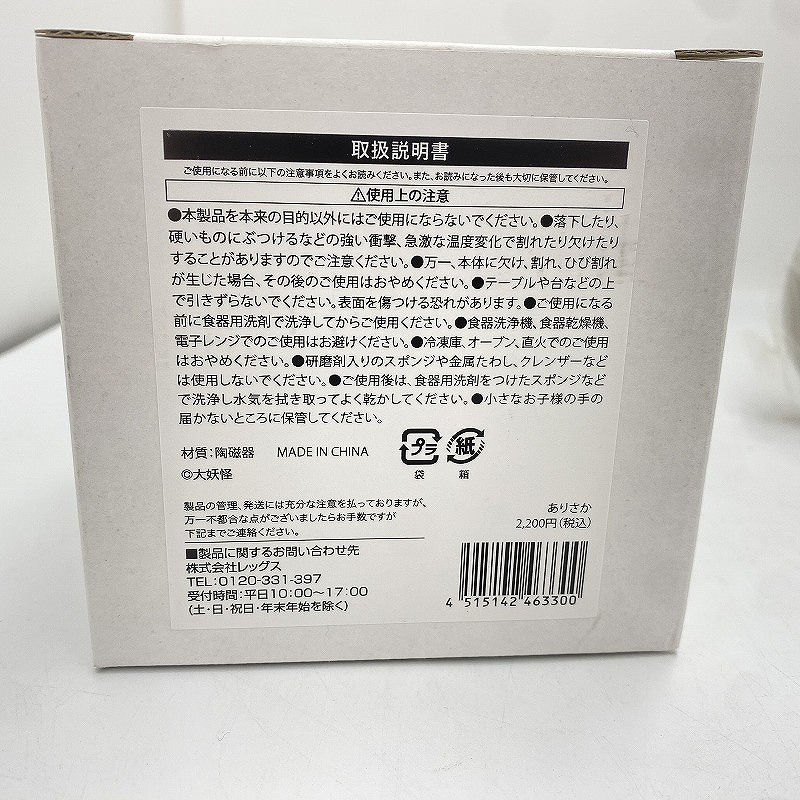 取扱説明書
ご使用になる前に以下の注意事項をよくお読みください。また、お読みになった後も大切に保管してください。
⚠使用上の注意
●本製品を本来の目的以外にはご使用にならないでください。●落下したり、
硬いものにぶつけるなどの強い衝撃、急激な温度変化で割れたり欠けたり
することがありますのでご注意ください。●万一、本体に欠け、割れ、ひび割れ
が生じた場合、その後のご使用はおやめください。●テーブルや台などの上
で引きずらないでください。表面を傷つける恐れがあります。●ご使用になる
前に食器用洗剤で洗浄してからご使用ください。●食器洗浄機、食器乾燥機、
電子レンジでのご使用はお避けください。●冷凍庫、オーブン、直火でのご使用
はおやめください。●研磨剤入りのスポンジや金属たわし、クレンザーなど
は使用しないでください。●ご使用後は、食器用洗剤をつけたスポンジなど
で洗浄し水気を拭き取ってよく乾かしてください。●小さなお子様の手の
届かないところに保管してください。
材質：陶磁器 MADE IN CHINA
プラ 紙
袋 箱
©大妖怪
製品の管理、発送には充分な注意を払っておりますが、
万一不都合な点がございましたらお手数ですが
下記までご連絡ください。
ありさか
2,200円（税込）
■製品に関するお問い合わせ先
株式会社レッグス
TEL：0120-331-397
受付時間：平日10：00～17：00
（土・日・祝日・年末年始を除く）
4 515142 463300